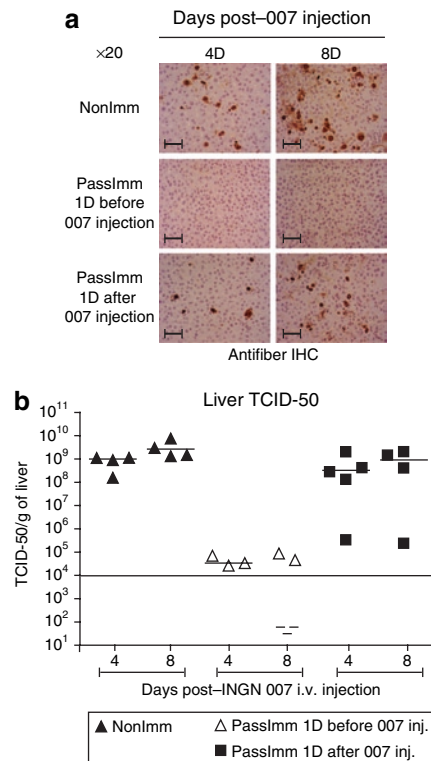 a
Days post–007 injection
×20
4D
8D
NonImm
PassImm
1D before
007 injection
PassImm
1D after
007 injection
Antifiber IHC
b
Liver TCID-50
TCID-50/g of liver
10¹¹
10¹⁰
10⁹
10⁸
10⁷
10⁶
10⁵
10⁴
10³
10²
10¹
4
8
4
8
4
8
Days post–INGN 007 i.v. injection
▲ NonImm
△ PassImm 1D before 007 inj.
■ PassImm 1D after 007 inj.